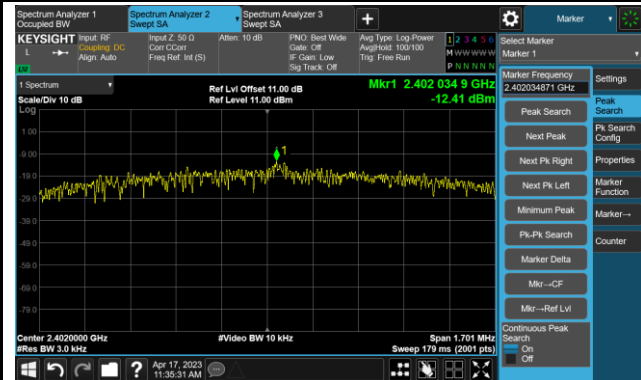 Spectrum Analyzer 1
Occupied BW
Spectrum Analyzer 2
Swept SA
Spectrum Analyzer 3
Swept SA
+
Marker
KEYSIGHT
L
Input: RF
Coupling: DC
Align: Auto
Input Z: 50 Ω
Corr CCorr
Freq Ref: Int (S)
Atten: 10 dB
PNO: Best Wide
Gate: Off
IF Gain: Low
Sig Track: Off
Avg Type: Log-Power
Avg|Hold: 100/100
Trig: Free Run
1 2 3 4 5 6
M W W W W W
P N N N N N
Select Marker
Marker 1
1 Spectrum
Scale/Div 10 dB
Log
Ref Lvl Offset 11.00 dB
Ref Level 11.00 dBm
Mkr1 2.402 034 9 GHz
-12.41 dBm
1.00
-9.00
-19.0
-29.0
-39.0
-49.0
-59.0
-69.0
-79.0
1
Center 2.4020000 GHz
#Res BW 3.0 kHz
#Video BW 10 kHz
Span 1.701 MHz
Sweep 179 ms (2001 pts)
Marker Frequency
2.402034871 GHz
Peak Search
Next Peak
Next Pk Right
Next Pk Left
Minimum Peak
Pk-Pk Search
Marker Delta
Mkr→CF
Mkr→Ref Lvl
Continuous Peak
Search
On
Off
Settings
Peak
Search
Pk Search
Config
Properties
Marker
Function
Marker→
Counter
?
Apr 17, 2023
11:35:31 AM